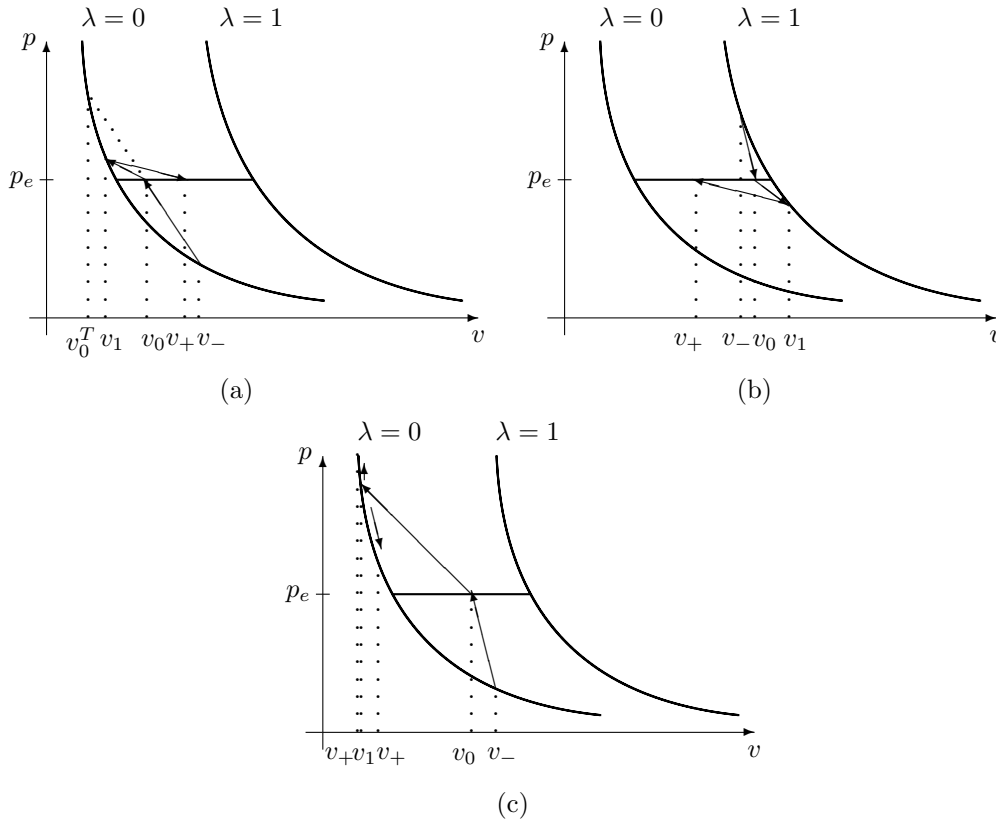 λ = 0 λ = 1
p
p_e
v_0^T v_1 v_0 v_+ v_- v
(a)
λ = 0 λ = 1
p_e
v_+ v_- v_0 v_1 v
(b)
λ = 0 λ = 1
p
p_e
v_+ v_1 v_+ v_0 v_- v
(c)